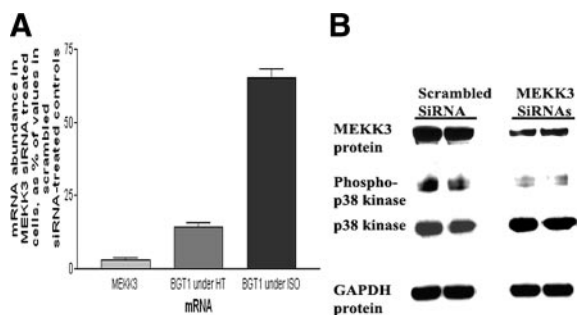 A
mRNA abundance in
MEKK3 siRNA treated
cells, as % of values in
scrambled
siRNA-treated controls
75
50
25
0
MEKK3 BGT1 under HT BGT1 under ISO
mRNA
B
Scrambled MEKK3
SiRNA SiRNAs
MEKK3
protein
Phospho-
p38 kinase
p38 kinase
GAPDH
protein